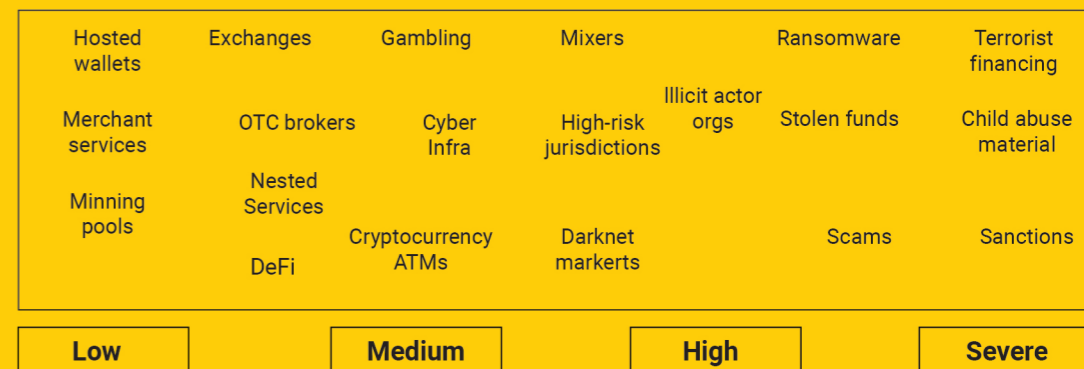 Hosted
wallets
Exchanges
Gambling
Mixers
Ransomware
Terrorist
financing
Merchant
services
OTC brokers
Cyber
Infra
High-risk
jurisdictions
Illicit actor
orgs
Stolen funds
Child abuse
material
Minning
pools
Nested
Services
DeFi
Cryptocurrency
ATMs
Darknet
markerts
Scams
Sanctions
Low
Medium
High
Severe